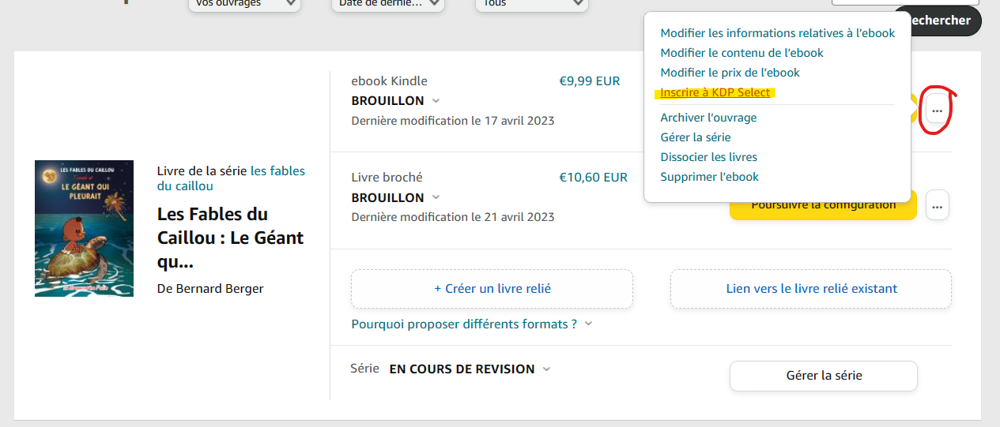 Vos ouvrages
Date de dernie...
Tous
echercher
Modifier les informations relatives à l'ebook
Modifier le contenu de l'ebook
Modifier le prix de l'ebook
Inscrire à KDP Select
Archiver l'ouvrage
Gérer la série
Dissocier les livres
Supprimer l'ebook
ebook Kindle
€9,99 EUR
BROUILLON
Dernière modification le 17 avril 2023
...
LES FABLES DU CAILLOU
LE GÉANT QUI
PLEURAIT
Livre de la série les fables
du caillou
Les Fables du
Caillou : Le Géant
qu...
De Bernard Berger
Livre broché
€10,60 EUR
BROUILLON
Dernière modification le 21 avril 2023
Poursuivre la configuration
...
+ Créer un livre relié
Lien vers le livre relié existant
Pourquoi proposer différents formats ?
Série EN COURS DE REVISION
Gérer la série